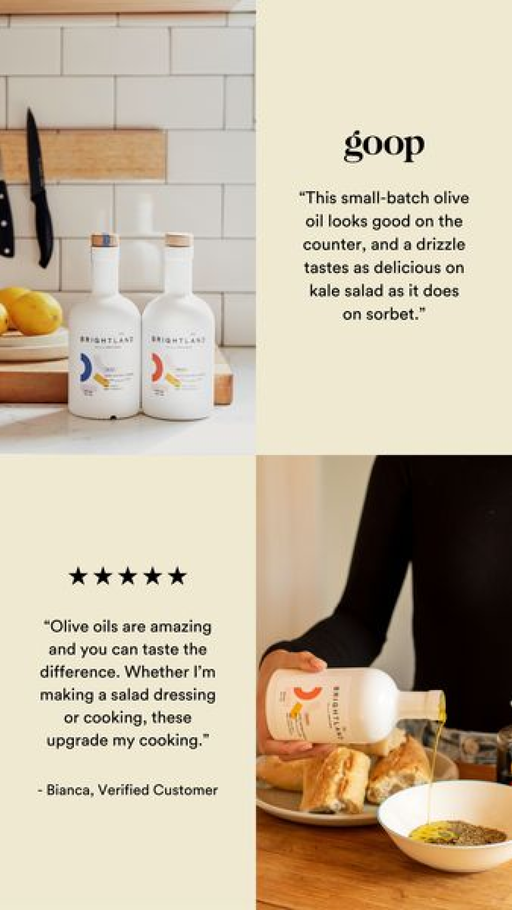 BRIGHTLAND
BRIGHTLAND
goop
“This small-batch olive
oil looks good on the
counter, and a drizzle
tastes as delicious on
kale salad as it does
on sorbet.”
★★★★★
“Olive oils are amazing
and you can taste the
difference. Whether I’m
making a salad dressing
or cooking, these
upgrade my cooking.”
- Bianca, Verified Customer
BRIGHTLAND